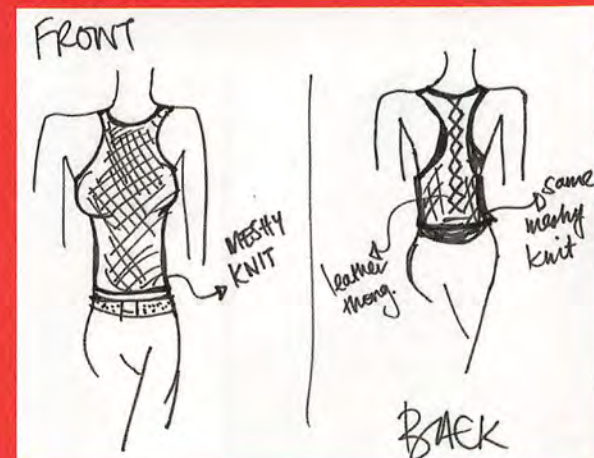 FRONT
MESHY
KNIT
leather
thong.
same
meshy
knit
BACK